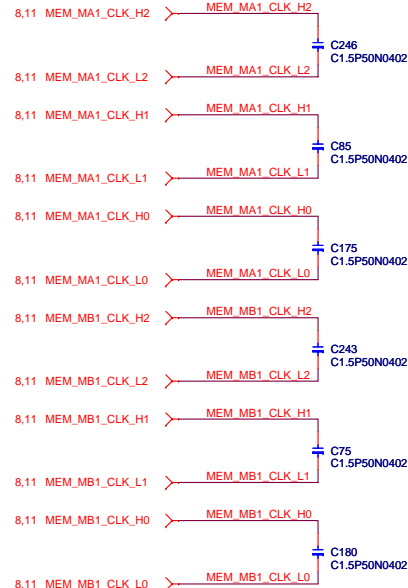 8,11 MEM_MA1_CLK_H2 MEM_MA1_CLK_H2
C246
C1.5P50N0402
8,11 MEM_MA1_CLK_L2 MEM_MA1_CLK_L2
8,11 MEM_MA1_CLK_H1 MEM_MA1_CLK_H1
C85
C1.5P50N0402
8,11 MEM_MA1_CLK_L1 MEM_MA1_CLK_L1
8,11 MEM_MA1_CLK_H0 MEM_MA1_CLK_H0
C175
C1.5P50N0402
8,11 MEM_MA1_CLK_L0 MEM_MA1_CLK_L0
8,11 MEM_MB1_CLK_H2 MEM_MB1_CLK_H2
C243
C1.5P50N0402
8,11 MEM_MB1_CLK_L2 MEM_MB1_CLK_L2
8,11 MEM_MB1_CLK_H1 MEM_MB1_CLK_H1
C75
C1.5P50N0402
8,11 MEM_MB1_CLK_L1 MEM_MB1_CLK_L1
8,11 MEM_MB1_CLK_H0 MEM_MB1_CLK_H0
C180
C1.5P50N0402
8,11 MEM_MB1_CLK_L0 MEM_MB1_CLK_L0